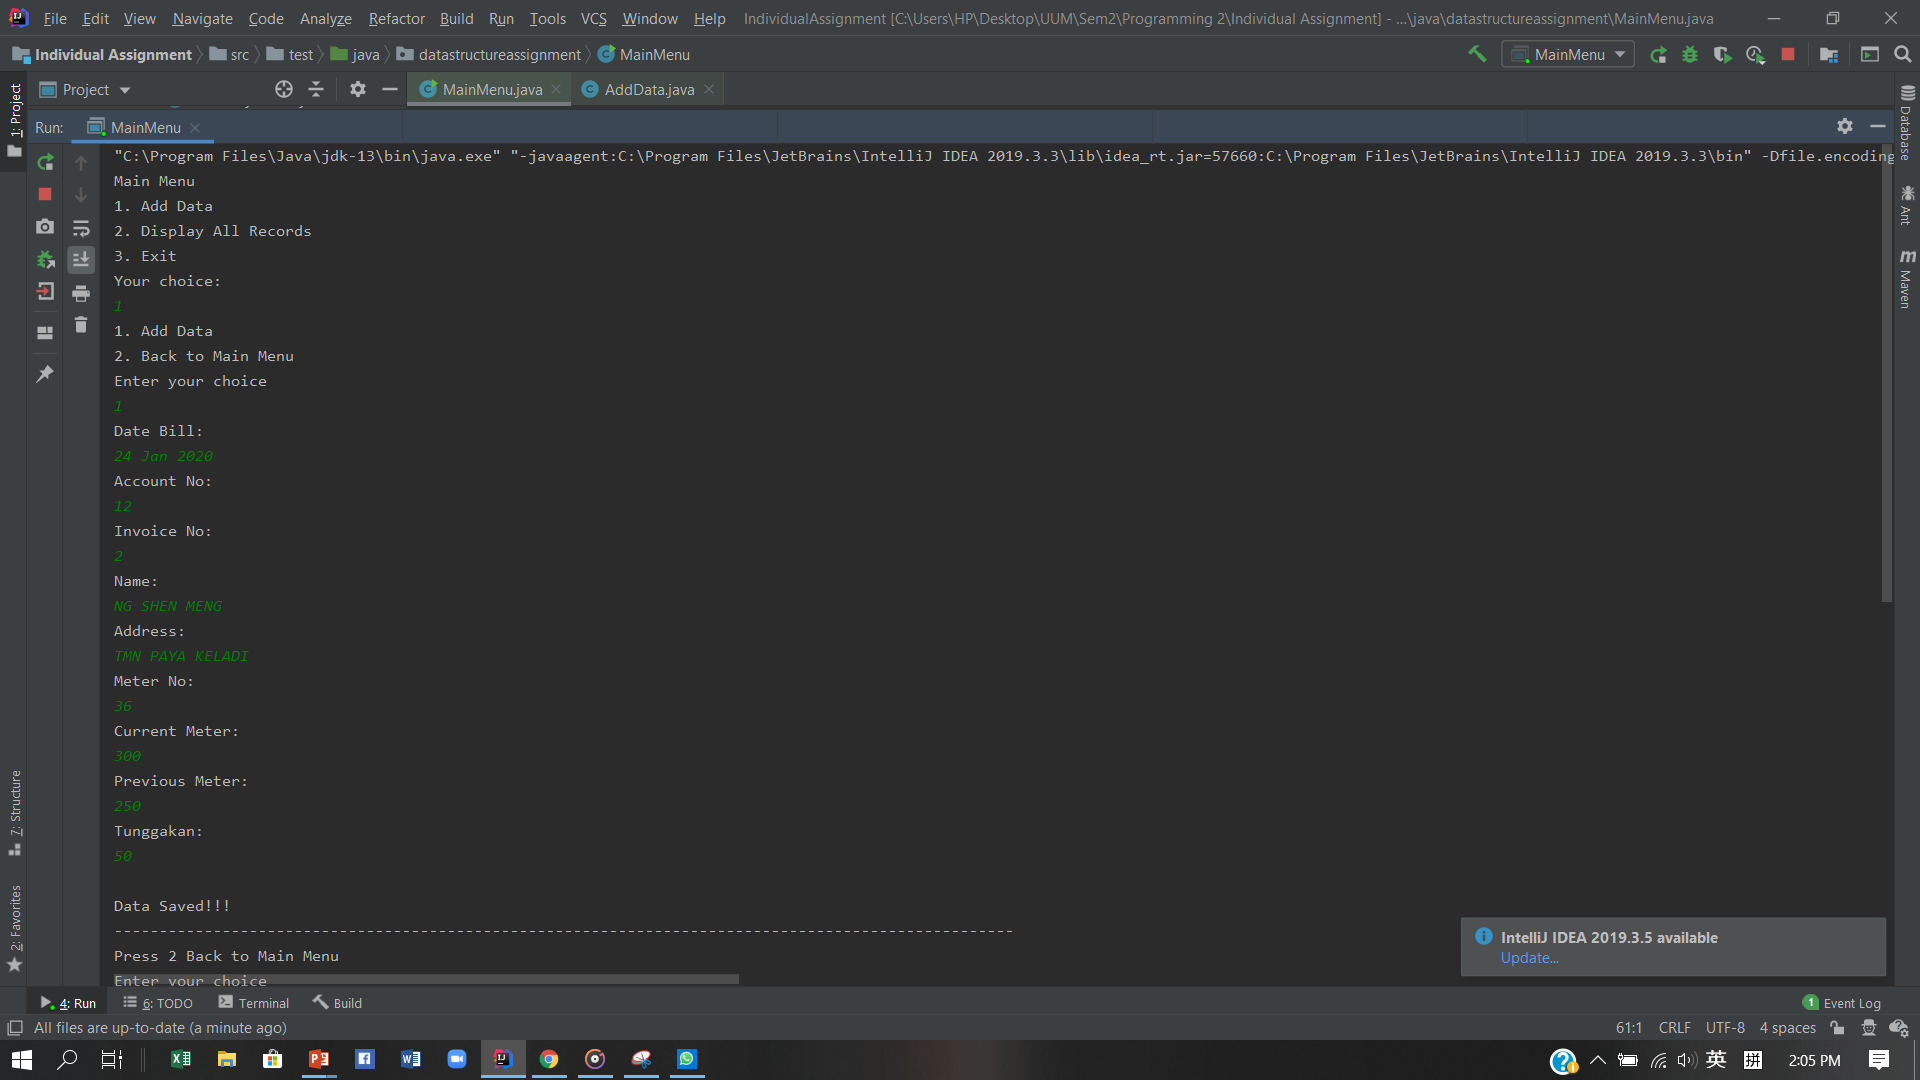 File Edit View Navigate Code Analyze Refactor Build Run Tools VCS Window Help IndividualAssignment [C:\Users\HP\Desktop\UUM\Sem2\Programming 2\Individual Assignment] - ...\java\datastructureassignment\MainMenu.java
Individual Assignment src test java datastructureassignment MainMenu MainMenu
Project MainMenu.java AddData.java
Run: MainMenu
"C:\Program Files\Java\jdk-13\bin\java.exe" "-javaagent:C:\Program Files\JetBrains\IntelliJ IDEA 2019.3.3\lib\idea_rt.jar=57660:C:\Program Files\JetBrains\IntelliJ IDEA 2019.3.3\bin" -Dfile.encoding
Main Menu
1. Add Data
2. Display All Records
3. Exit
Your choice:
1
1. Add Data
2. Back to Main Menu
Enter your choice
1
Date Bill:
24 Jan 2020
Account No:
12
Invoice No:
2
Name:
NG SHEN MENG
Address:
TMN PAYA KELADI
Meter No:
36
Current Meter:
300
Previous Meter:
250
Tunggakan:
50
Data Saved!!!
----------------------------------------------------------------------------------------------------
Press 2 Back to Main Menu
Enter your choice
1: Project
7: Structure
2: Favorites
Database
Ant
m
Maven
IntelliJ IDEA 2019.3.5 available
Update...
4: Run 6: TODO Terminal Build 1 Event Log
All files are up-to-date (a minute ago) 61:1 CRLF UTF-8 4 spaces
英 拼 2:05 PM